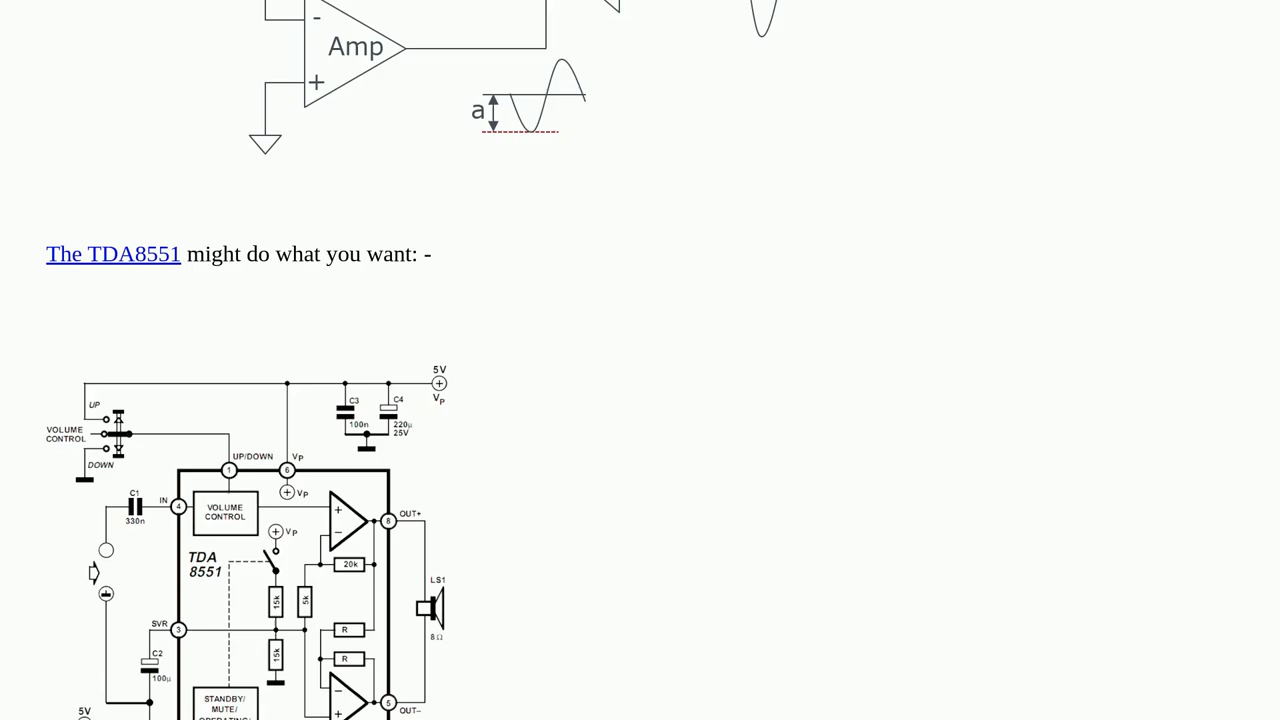 -
Amp
+
a
The TDA8551 might do what you want: -
5V
VP
UP
C3
C4
100n
220µ
25V
VOLUME
CONTROL
DOWN
UP/DOWN
VP
1
6
VP
C1
IN
4
330n
VOLUME
CONTROL
+
−
8
OUT+
VP
TDA
8551
20k
15k
5k
LS1
8Ω
SVR
3
R
15k
R
C2
100µ
−
+
5
OUT−
STANDBY/
MUTE/
OPERATING/
5V